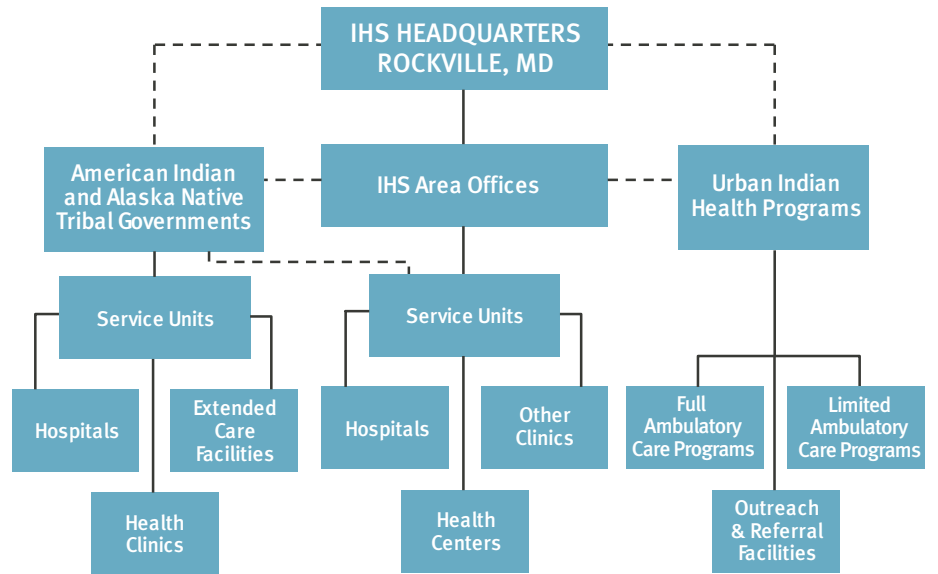 IHS HEADQUARTERS
ROCKVILLE, MD
American Indian
and Alaska Native
Tribal Governments
IHS Area Offices
Urban Indian
Health Programs
Service Units
Service Units
Hospitals
Extended
Care
Facilities
Hospitals
Other
Clinics
Full
Ambulatory
Care Programs
Limited
Ambulatory
Care Programs
Health
Clinics
Health
Centers
Outreach
& Referral
Facilities